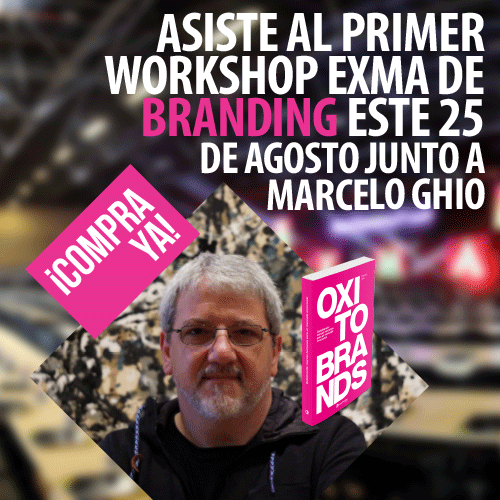 ASISTE AL PRIMER
WORKSHOP EXMA DE
BRANDING ESTE 25
DE AGOSTO JUNTO A
MARCELO GHIO
¡COMPRA
YA!
OXI
TO
BRA
NDS